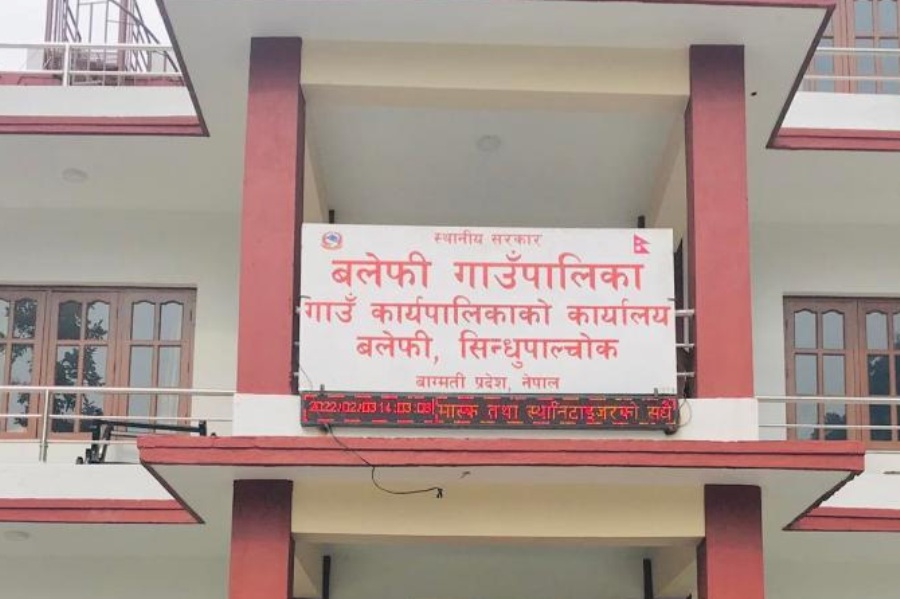 स्थानीय सरकार
बलेफी गाउँपालिका
गाउँ कार्यपालिकाको कार्यालय
बलेफी, सिन्धुपाल्चोक
बाग्मती प्रदेश, नेपाल
2022/02/03 14:03:03 मास्क तथा स्यानिटाइजरको सधै